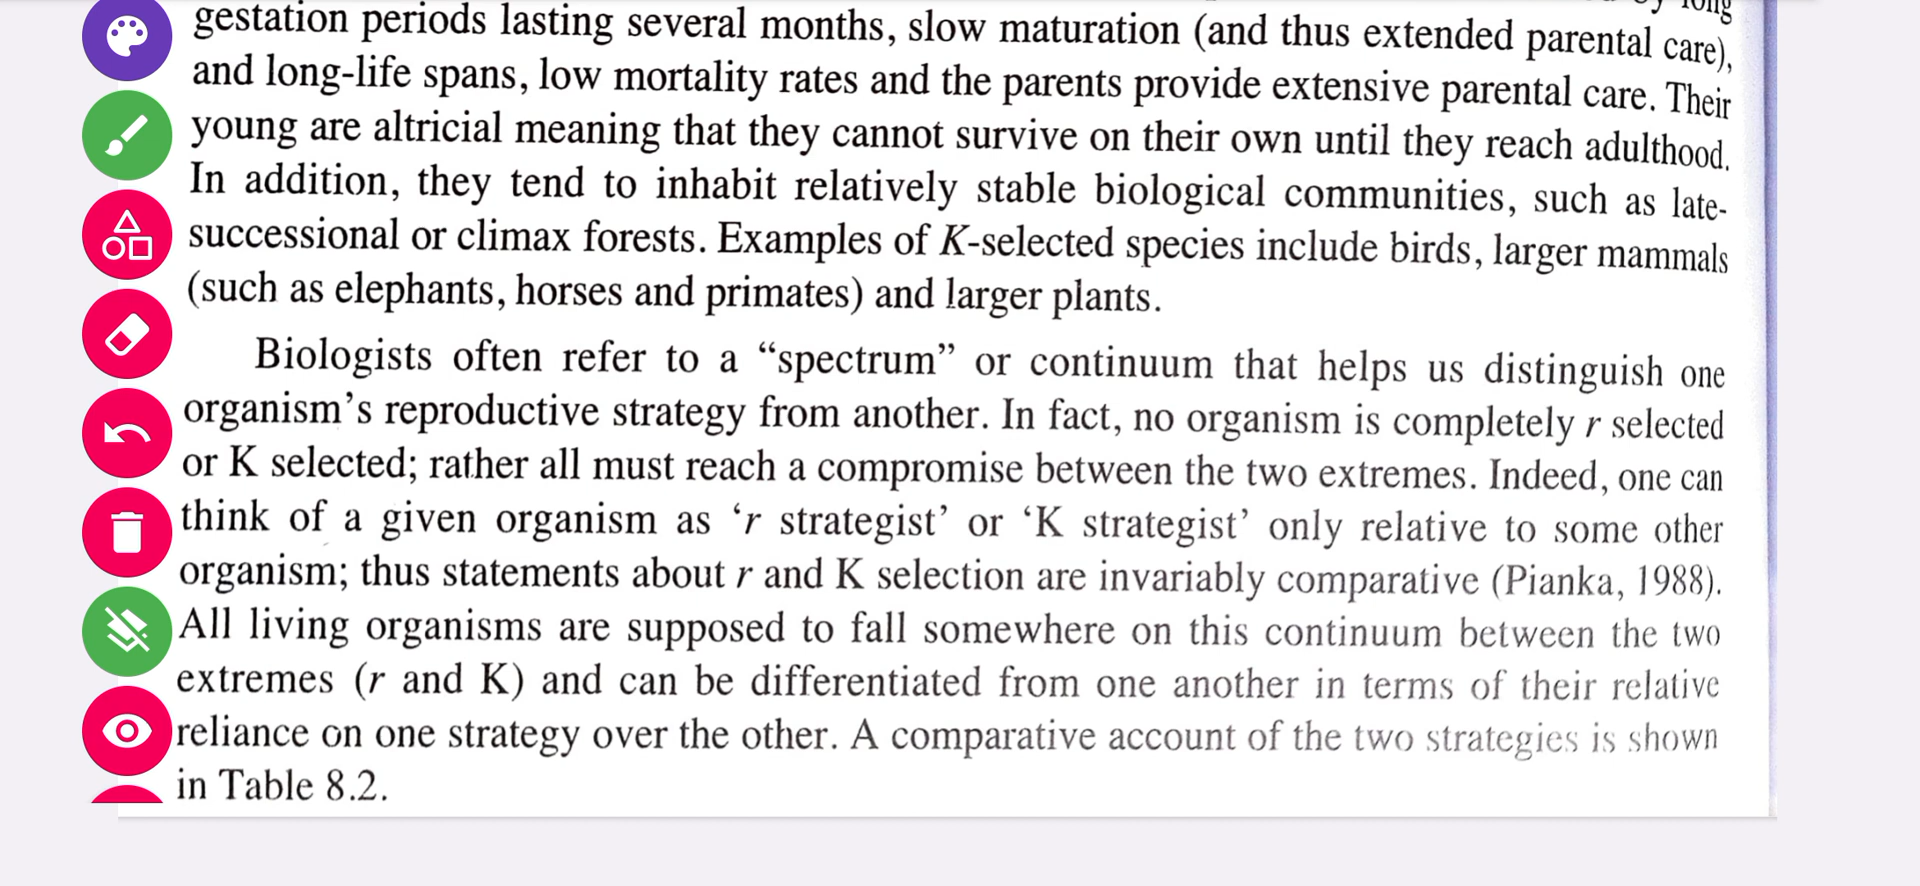 long
gestation periods lasting several months, slow maturation (and thus extended parental care),
and long-life spans, low mortality rates and the parents provide extensive parental care. Their
young are altricial meaning that they cannot survive on their own until they reach adulthood.
In addition, they tend to inhabit relatively stable biological communities, such as late-
successional or climax forests. Examples of K-selected species include birds, larger mammals
(such as elephants, horses and primates) and larger plants.
Biologists often refer to a “spectrum” or continuum that helps us distinguish one
organism’s reproductive strategy from another. In fact, no organism is completely r selected
or K selected; rather all must reach a compromise between the two extremes. Indeed, one can
think of a given organism as ‘r strategist’ or ‘K strategist’ only relative to some other
organism; thus statements about r and K selection are invariably comparative (Pianka, 1988).
All living organisms are supposed to fall somewhere on this continuum between the two
extremes (r and K) and can be differentiated from one another in terms of their relative
reliance on one strategy over the other. A comparative account of the two strategies is shown
in Table 8.2.